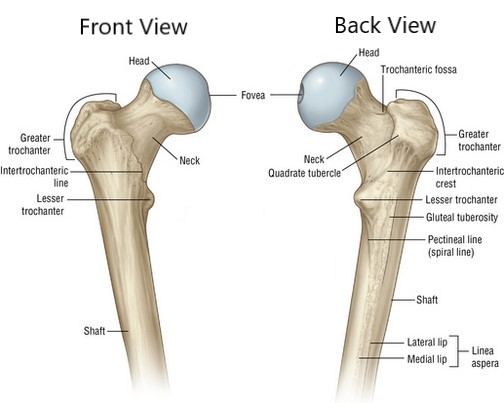 Front View
Back View
Head
Fovea
Greater
trochanter
Neck
Intertrochanteric
line
Lesser
trochanter
Shaft
Head
Trochanteric fossa
Greater
trochanter
Neck
Quadrate tubercle
Intertrochanteric
crest
Lesser trochanter
Gluteal tuberosity
Pectineal line
(spiral line)
Shaft
Lateral lip
Medial lip
Linea
aspera